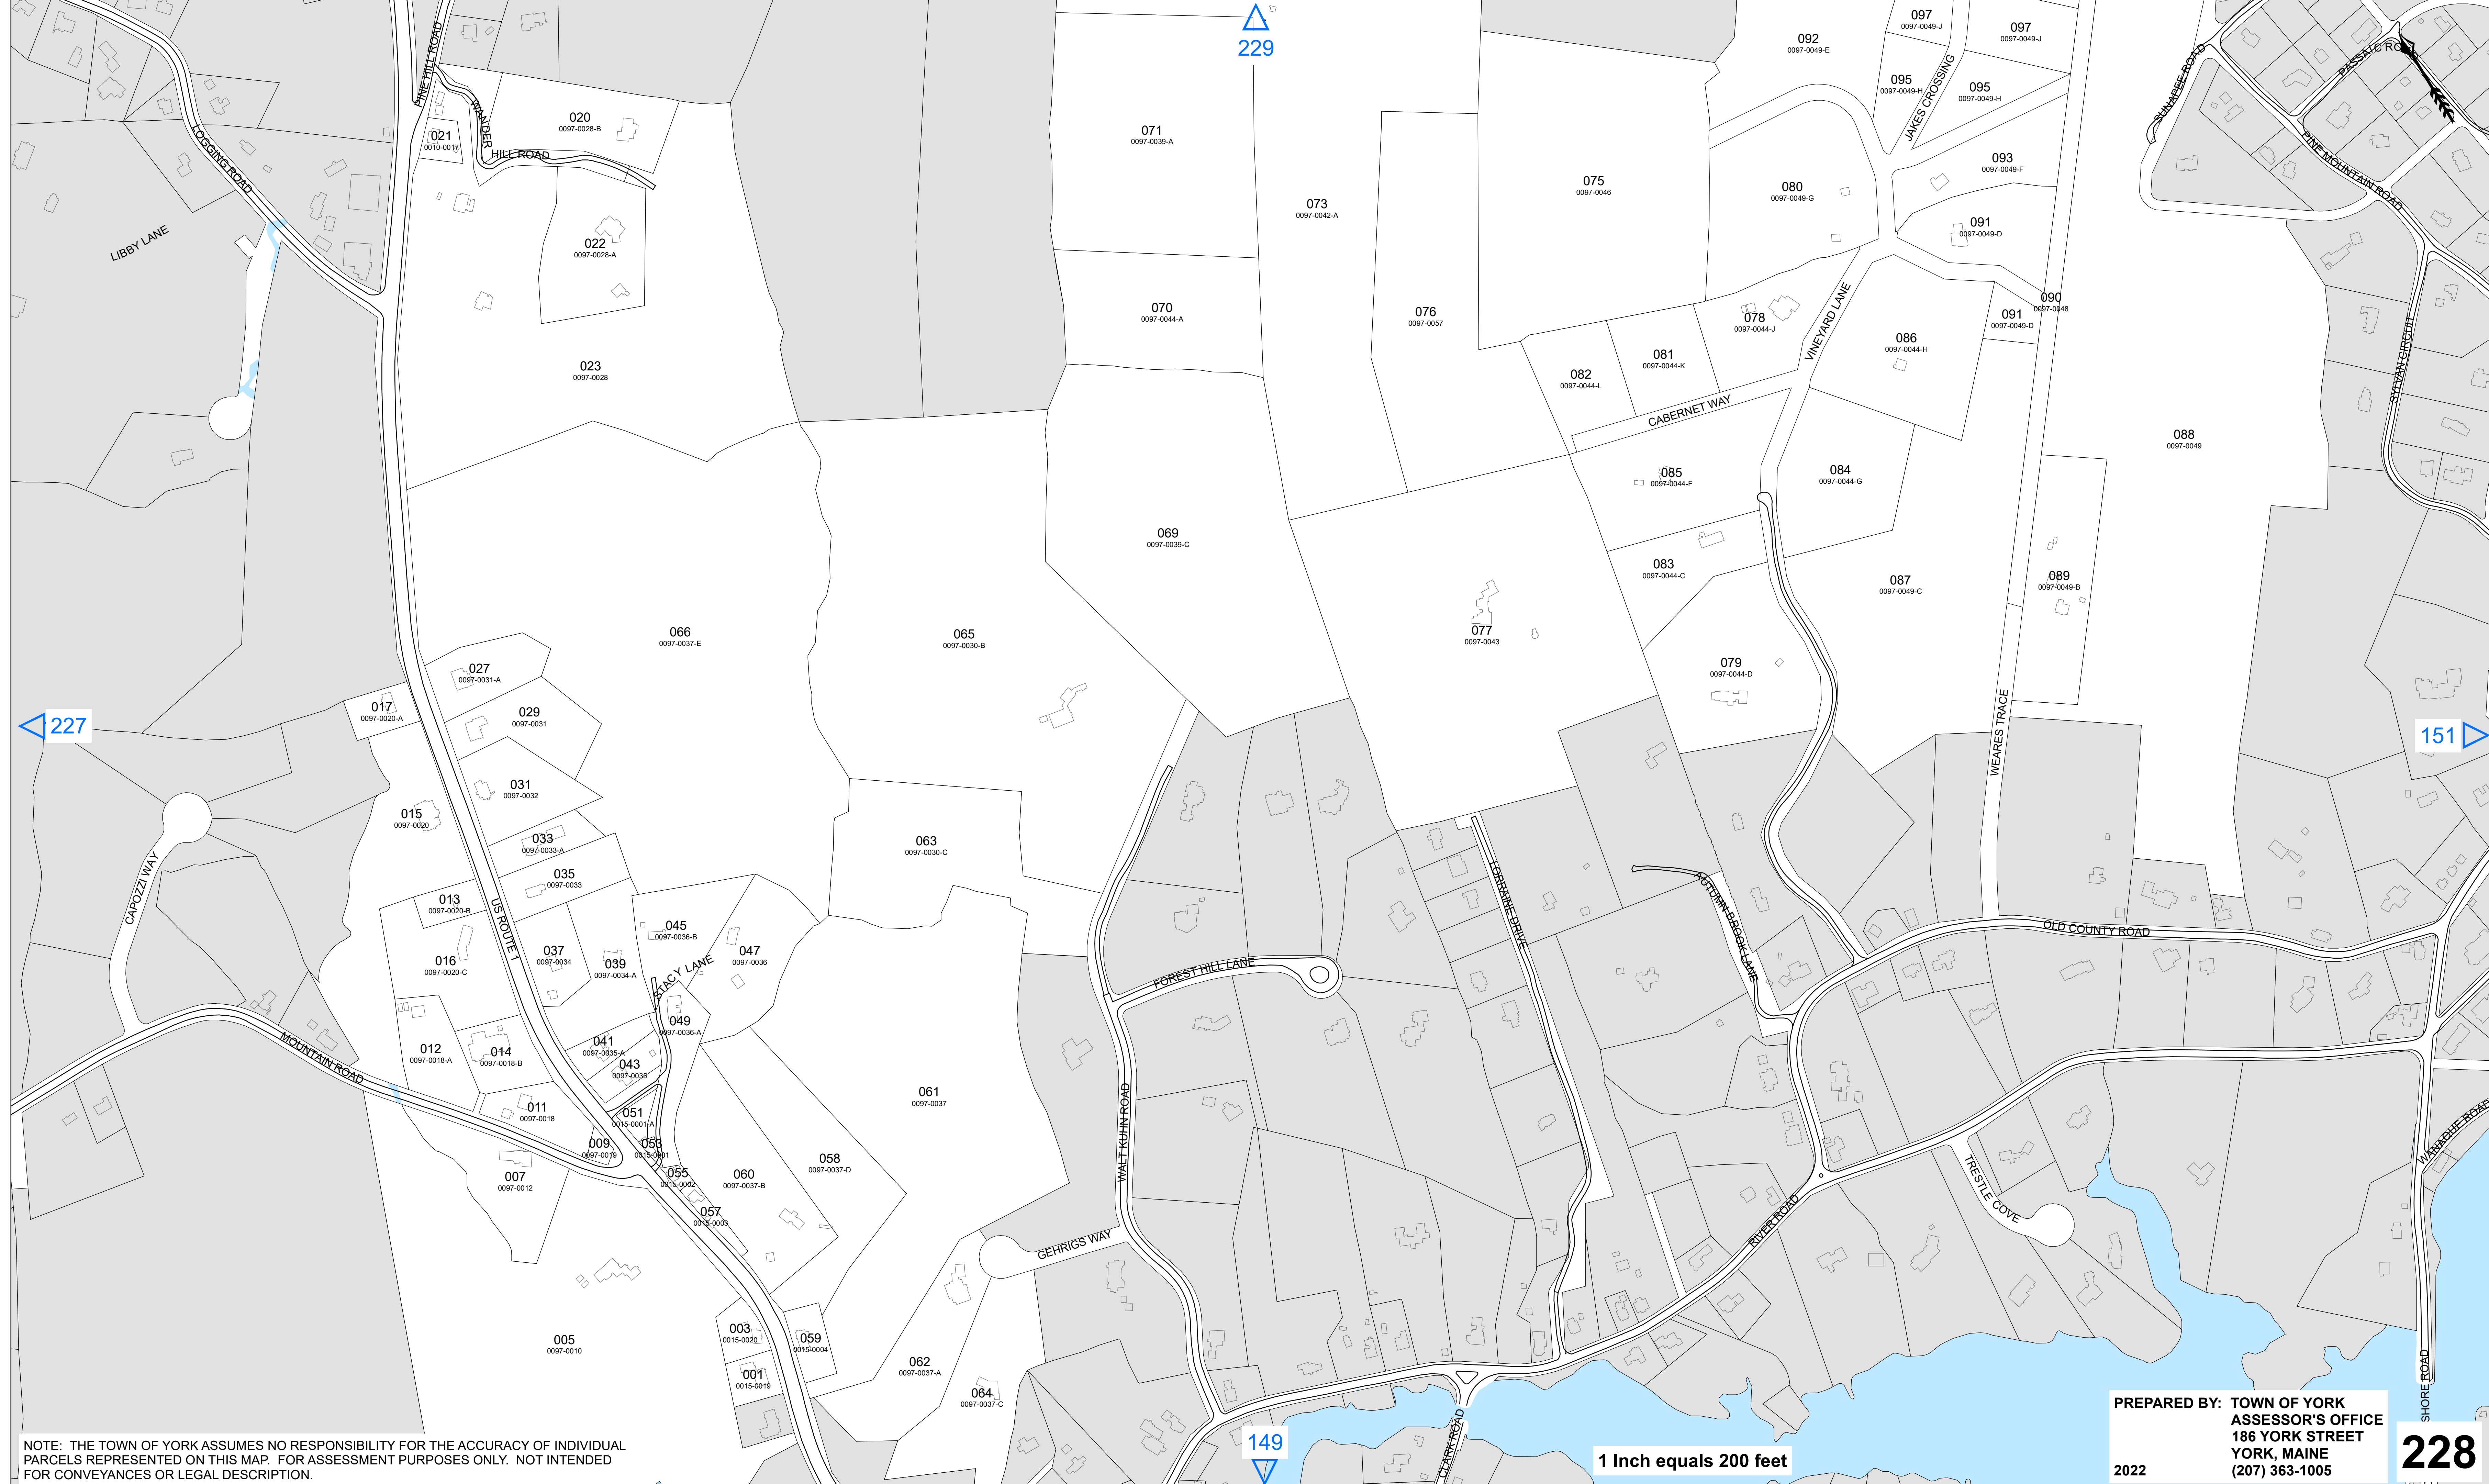 229
097
0097-0049-J
097
0097-0049-J
092
0097-0049-E
PINE HILL ROAD
WANDER
HILL ROAD
020
0097-0028-B
021
0010-0017
071
0097-0039-A
095
0097-0049-H
095
0097-0049-H
JAKES CROSSING
SUNAPEE ROAD
PASSAIC ROAD
PINE MOUNTAIN ROAD
LOGGING ROAD
LIBBY LANE
022
0097-0028-A
073
0097-0042-A
075
0097-0046
080
0097-0049-G
093
0097-0049-F
091
0097-0049-D
070
0097-0044-A
076
0097-0057
078
0097-0044-J
VINEYARD LANE
090
0097-0048
091
0097-0049-D
086
0097-0044-H
SYLVAN CIRCUIT
023
0097-0028
082
0097-0044-L
081
0097-0044-K
CABERNET WAY
088
0097-0049
085
0097-0044-F
084
0097-0044-G
069
0097-0039-C
083
0097-0044-C
087
0097-0049-C
089
0097-0049-B
066
0097-0037-E
065
0097-0030-B
077
0097-0043
079
0097-0044-D
WEARES TRACE
027
0097-0031-A
029
0097-0031
017
0097-0020-A
227
151
031
0097-0032
015
0097-0020
033
0097-0033-A
063
0097-0030-C
035
0097-0033
CAPOZZI WAY
013
0097-0020-B
US ROUTE 1
LORRAINE DRIVE
AUTUMN BROOK LANE
OLD COUNTY ROAD
045
0097-0036-B
047
0097-0036
037
0097-0034
039
0097-0034-A
016
0097-0020-C
STACY LANE
FOREST HILL LANE
049
0097-0036-A
MOUNTAIN ROAD
012
0097-0018-A
014
0097-0018-B
041
0097-0035-A
043
0097-0035
061
0097-0037
WALT KUHN ROAD
011
0097-0018
051
0015-0001-A
009
0097-0019
053
0015-0001
WANAQUE ROAD
007
0097-0012
055
0015-0002
060
0097-0037-B
058
0097-0037-D
TRESTLE COVE
RIVER ROAD
057
0015-0003
GEHRIGS WAY
005
0097-0010
003
0015-0020
059
0015-0004
001
0015-0019
062
0097-0037-A
064
0097-0037-C
SHORE ROAD
CLARK ROAD
149
1 Inch equals 200 feet
NOTE: THE TOWN OF YORK ASSUMES NO RESPONSIBILITY FOR THE ACCURACY OF INDIVIDUAL
PARCELS REPRESENTED ON THIS MAP. FOR ASSESSMENT PURPOSES ONLY. NOT INTENDED
FOR CONVEYANCES OR LEGAL DESCRIPTION.
PREPARED BY: TOWN OF YORK
ASSESSOR'S OFFICE
186 YORK STREET
YORK, MAINE
2022 (207) 363-1005
228